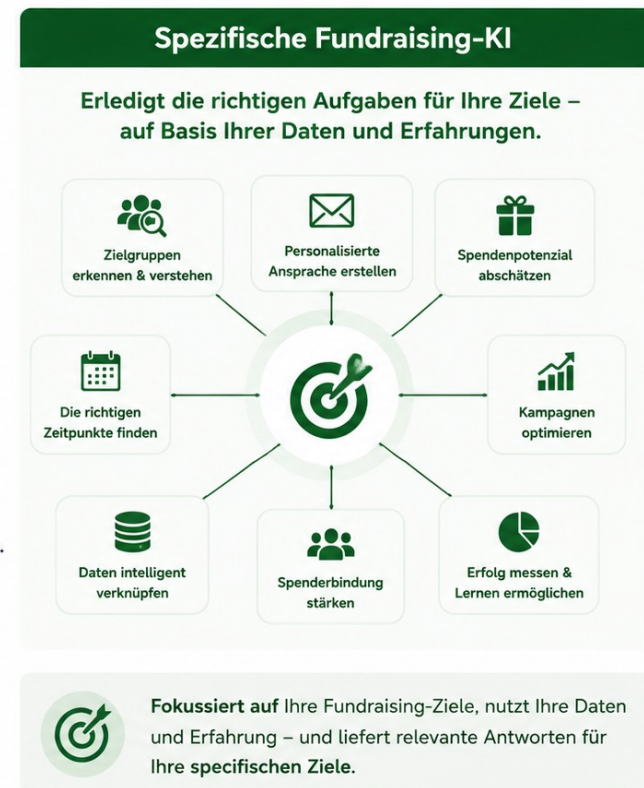 Spezifische Fundraising-KI
Erledigt die richtigen Aufgaben für Ihre Ziele –
auf Basis Ihrer Daten und Erfahrungen.
Zielgruppen
erkennen & verstehen
Personalisierte
Ansprache erstellen
Spendenpotenzial
abschätzen
Die richtigen
Zeitpunkte finden
Kampagnen
optimieren
Daten intelligent
verknüpfen
Spenderbindung
stärken
Erfolg messen &
Lernen ermöglichen
Fokussiert auf Ihre Fundraising-Ziele, nutzt Ihre Daten
und Erfahrung – und liefert relevante Antworten für
Ihre specifischen Ziele.